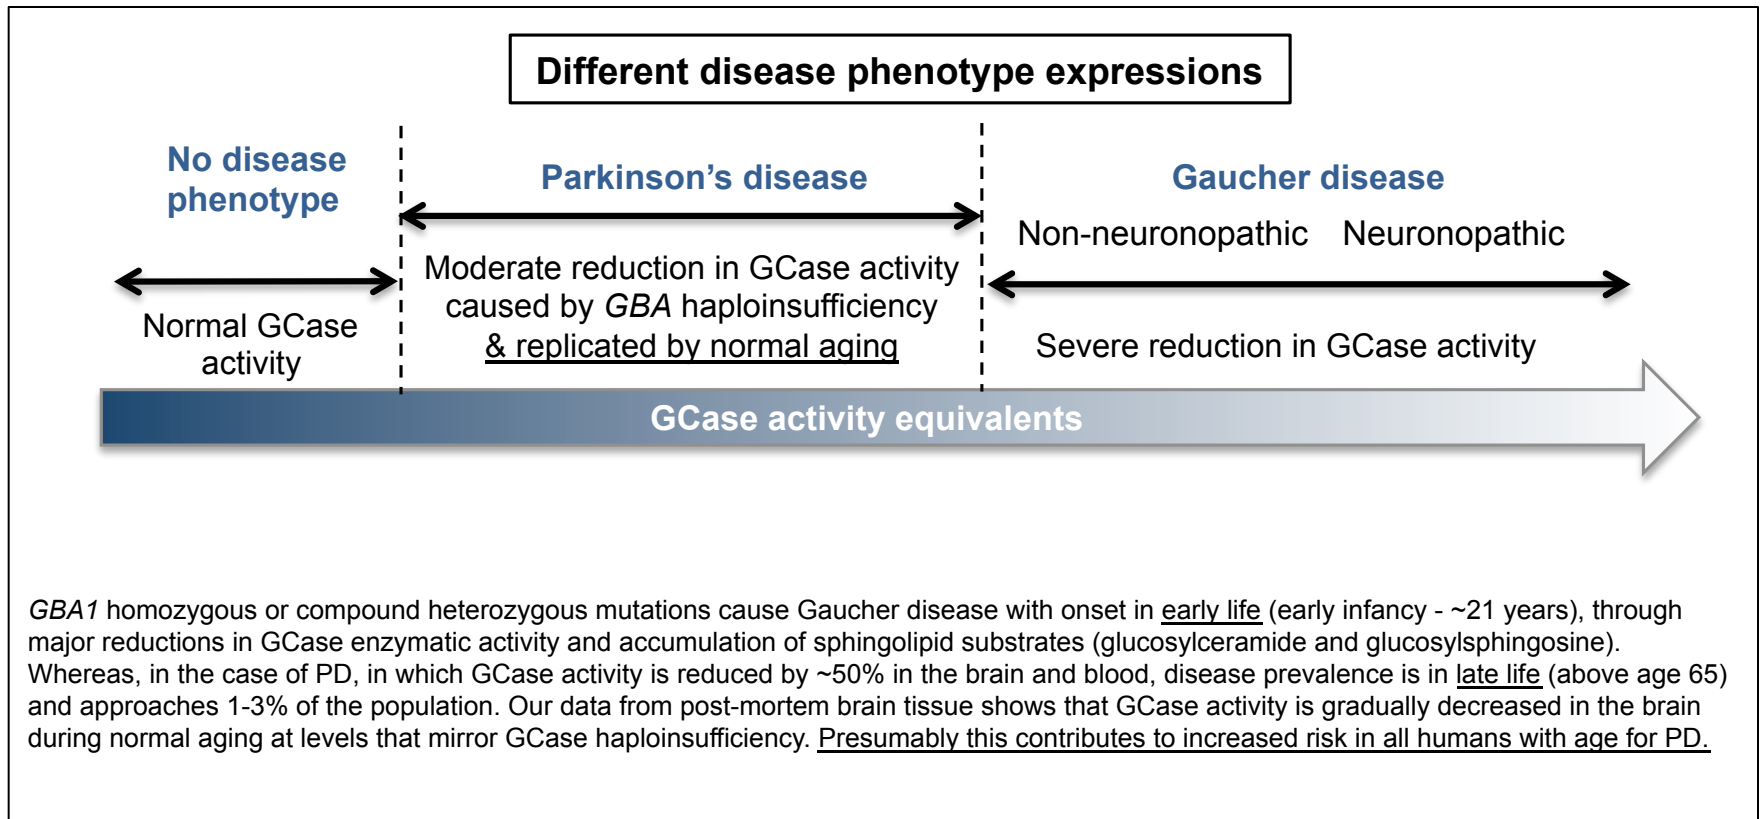 Different disease phenotype expressions
No disease
phenotype
Parkinson's disease
Gaucher disease
Non-neuronopathic Neuronopathic
Normal GCase
activity
Moderate reduction in GCase activity
caused by GBA haploinsufficiency
& replicated by normal aging
Severe reduction in GCase activity
GCase activity equivalents
GBA1 homozygous or compound heterozygous mutations cause Gaucher disease with onset in early life (early infancy - ~21 years), through
major reductions in GCase enzymatic activity and accumulation of sphingolipid substrates (glucosylceramide and glucosylsphingosine).
Whereas, in the case of PD, in which GCase activity is reduced by ~50% in the brain and blood, disease prevalence is in late life (above age 65)
and approaches 1-3% of the population. Our data from post-mortem brain tissue shows that GCase activity is gradually decreased in the brain
during normal aging at levels that mirror GCase haploinsufficiency. Presumably this contributes to increased risk in all humans with age for PD.